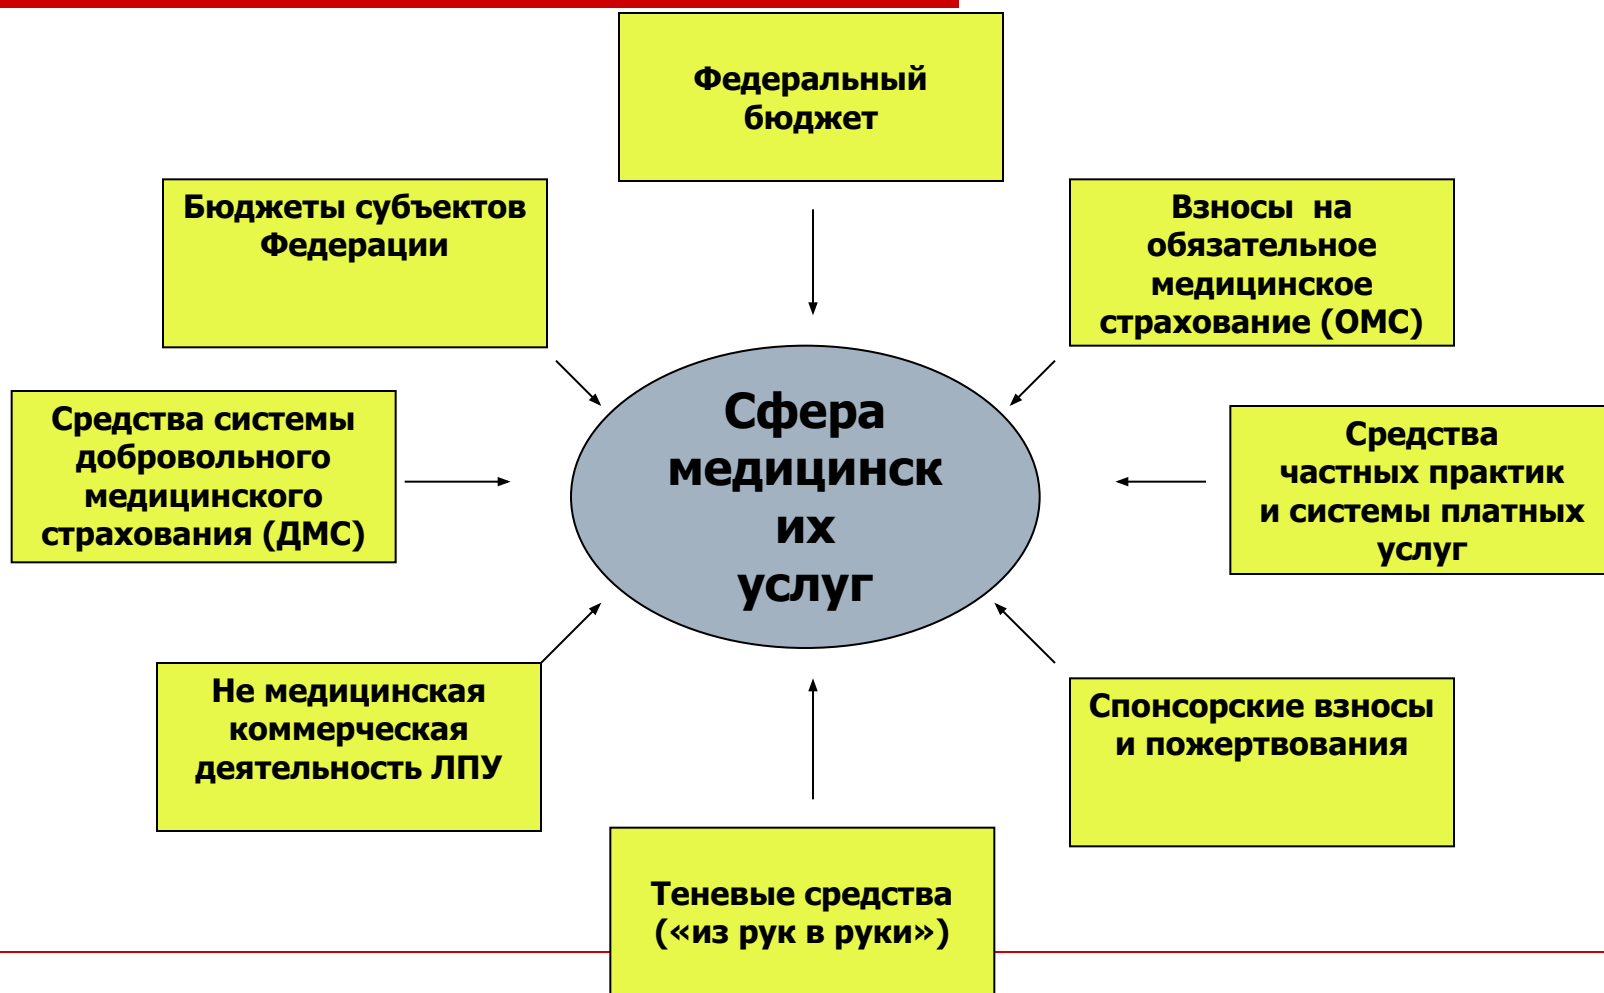 Федеральный
бюджет
Бюджеты субъектов
Федерации
Взносы на
обязательное
медицинское
страхование (ОМС)
Средства системы
добровольного
медицинского
страхования (ДМС)
Сфера
медицинск
их
услуг
Средства
частных практик
и системы платных
услуг
Не медицинская
коммерческая
деятельность ЛПУ
Спонсорские взносы
и пожертвования
Теневые средства
(«из рук в руки»)